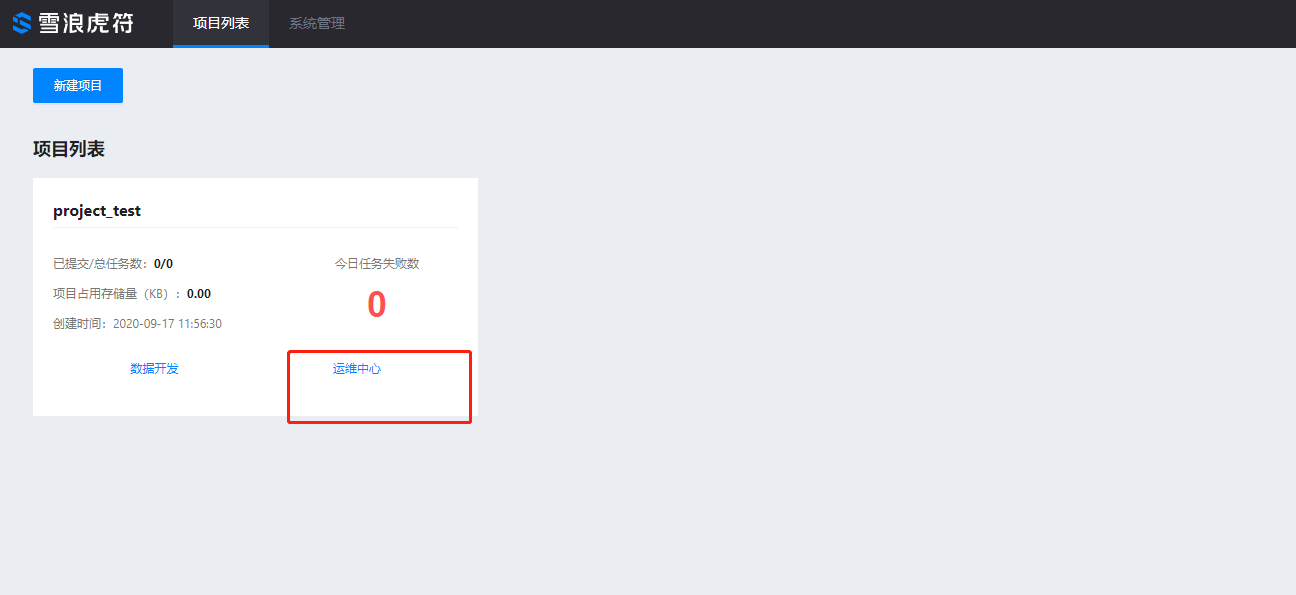 雪浪虎符 项目列表 系统管理
新建项目
项目列表
project_test
已提交/总任务数：0/0 今日任务失败数
项目占用存储量（KB）：0.00 0
创建时间：2020-09-17 11:56:30
数据开发 运维中心